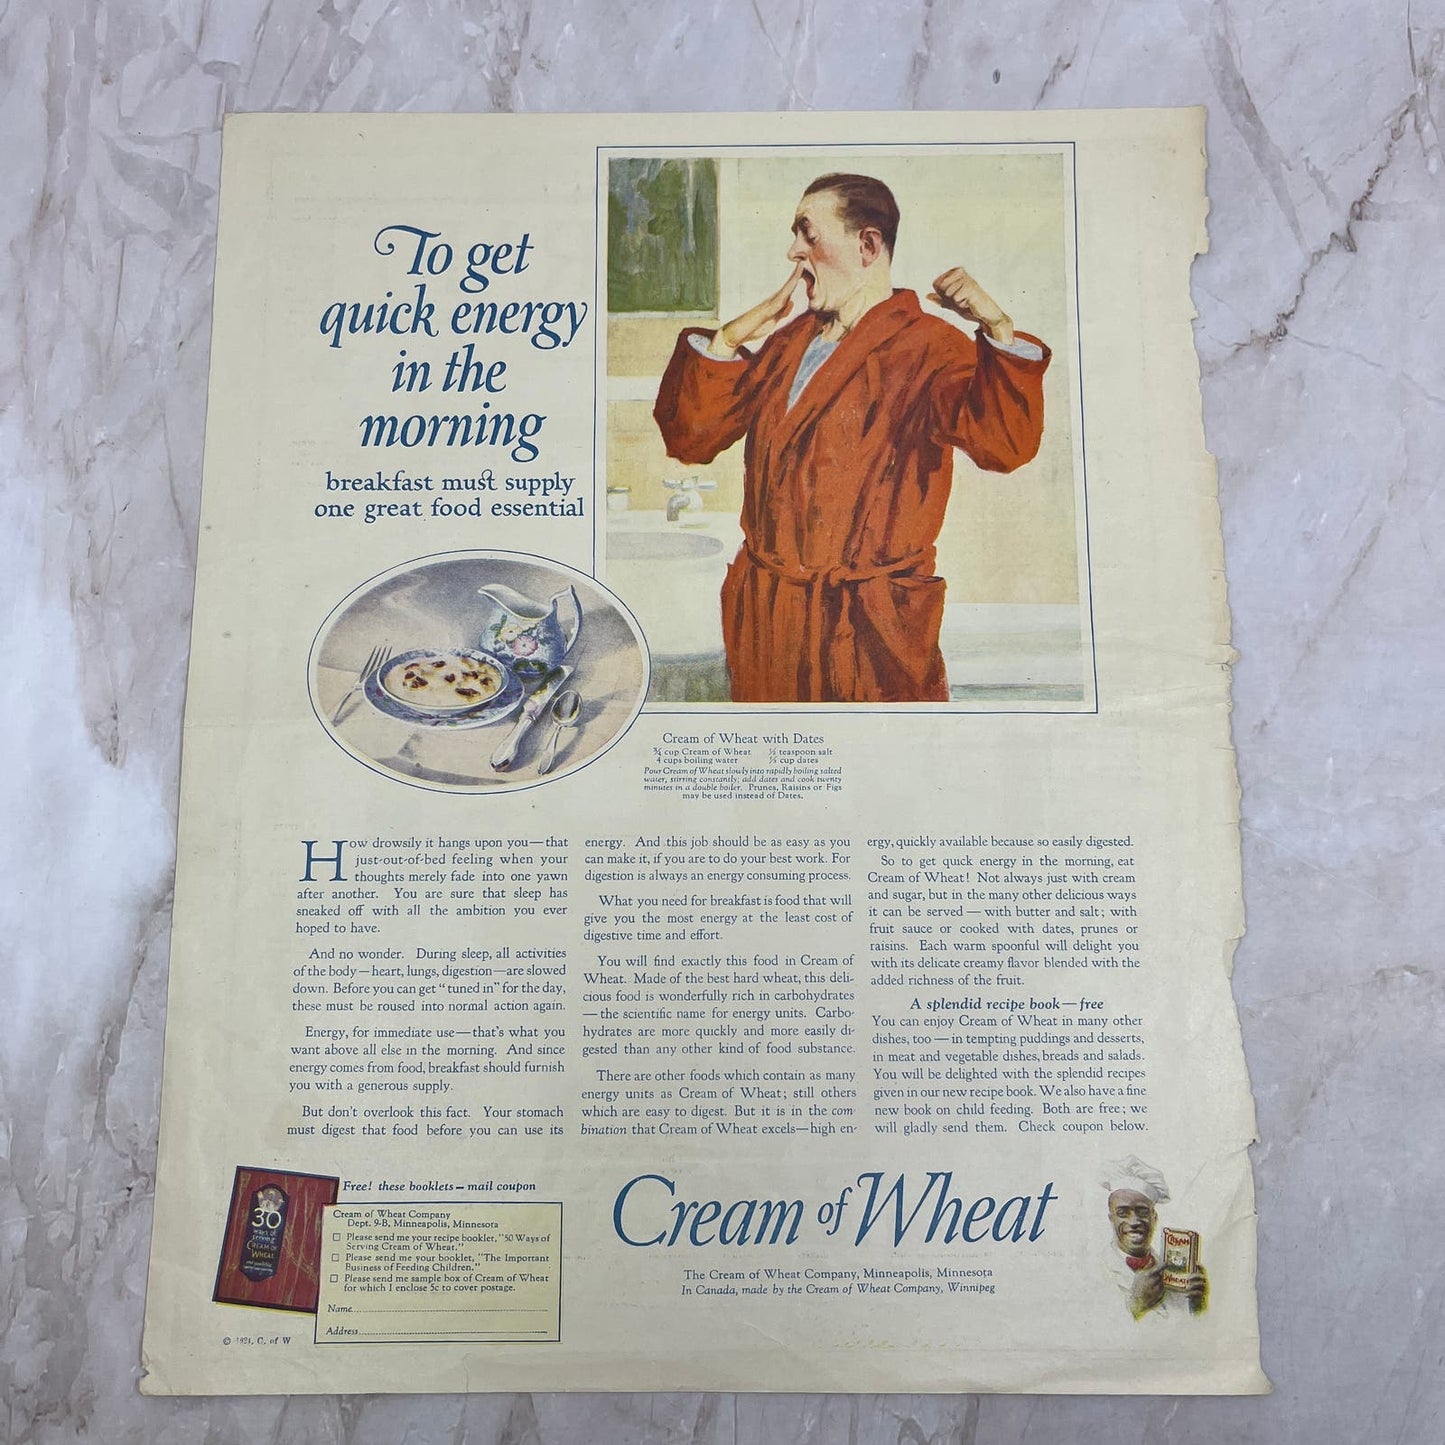 To get
quick energy
in the
morning
breakfast must supply
one great food essential
Cream of Wheat with Dates
¾ cup Cream of Wheat ½ teaspoon salt
4 cups boiling water ½ cup dates
Pour Cream of Wheat slowly into rapidly boiling salted
water, stirring constantly; add dates and cook twenty
minutes in a double boiler. Prunes, Raisins or Figs
may be used instead of Dates.
How drowsily it hangs upon you—that
just-out-of-bed feeling when your
thoughts merely fade into one yawn
after another. You are sure that sleep has
sneaked off with all the ambition you ever
hoped to have.
And no wonder. During sleep, all activities
of the body—heart, lungs, digestion—are slowed
down. Before you can get "tuned in" for the day,
these must be roused into normal action again.
Energy, for immediate use—that's what you
want above all else in the morning. And since
energy comes from food, breakfast should furnish
you with a generous supply.
But don't overlook this fact. Your stomach
must digest that food before you can use its
energy. And this job should be as easy as you
can make it, if you are to do your best work. For
digestion is always an energy consuming process.
What you need for breakfast is food that will
give you the most energy at the least cost of
digestive time and effort.
You will find exactly this food in Cream of
Wheat. Made of the best hard wheat, this deli-
cious food is wonderfully rich in carbohydrates
—the scientific name for energy units. Carbo-
hydrates are more quickly and more easily di-
gested than any other kind of food substance.
There are other foods which contain as many
energy units as Cream of Wheat; still others
which are easy to digest. But it is in the com-
bination that Cream of Wheat excels—high en-
ergy, quickly available because so easily digested.
So to get quick energy in the morning, eat
Cream of Wheat! Not always just with cream
and sugar, but in the many other delicious ways
it can be served — with butter and salt; with
fruit sauce or cooked with dates, prunes or
raisins. Each warm spoonful will delight you
with its delicate creamy flavor blended with the
added richness of the fruit.
A splendid recipe book—free
You can enjoy Cream of Wheat in many other
dishes, too — in tempting puddings and desserts,
in meat and vegetable dishes, breads and salads.
You will be delighted with the splendid recipes
given in our new recipe book. We also have a fine
new book on child feeding. Both are free; we
will gladly send them. Check coupon below.
Free! these booklets — mail coupon
Cream of Wheat Company
Dept. 9-B, Minneapolis, Minnesota
Please send me your recipe booklet, "50 Ways of
Serving Cream of Wheat."
Please send me your booklet, "The Important
Business of Feeding Children."
Please send me sample box of Cream of Wheat
for which I enclose 5c to cover postage.
Name
Address
Cream of Wheat
The Cream of Wheat Company, Minneapolis, Minnesota
In Canada, made by the Cream of Wheat Company, Winnipeg
CREAM
WHEAT
© 1924, C. of W